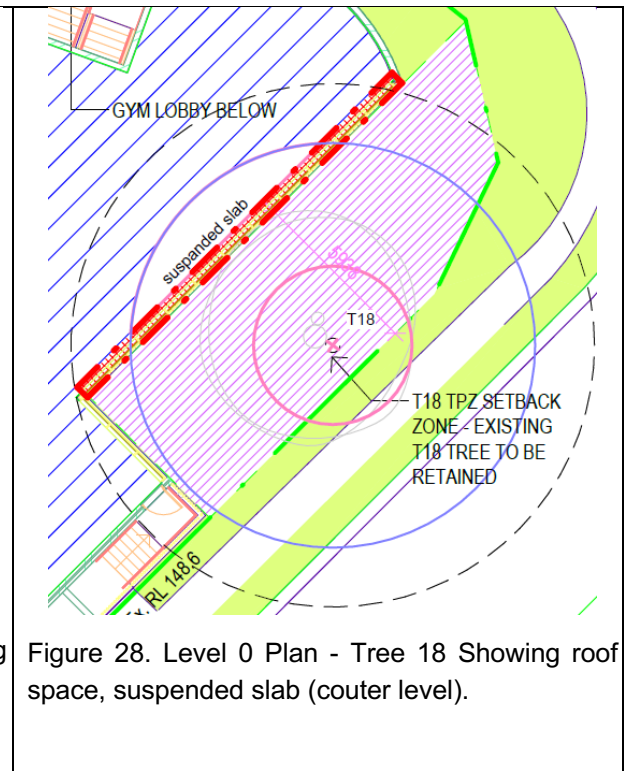 GYM LOBBY BELOW
suspanded slab
T18
T18 TPZ SETBACK
ZONE - EXISTING
T18 TREE TO BE
RETAINED
RL 148.6
g
Figure 28. Level 0 Plan - Tree 18 Showing roof
space, suspended slab (couter level).